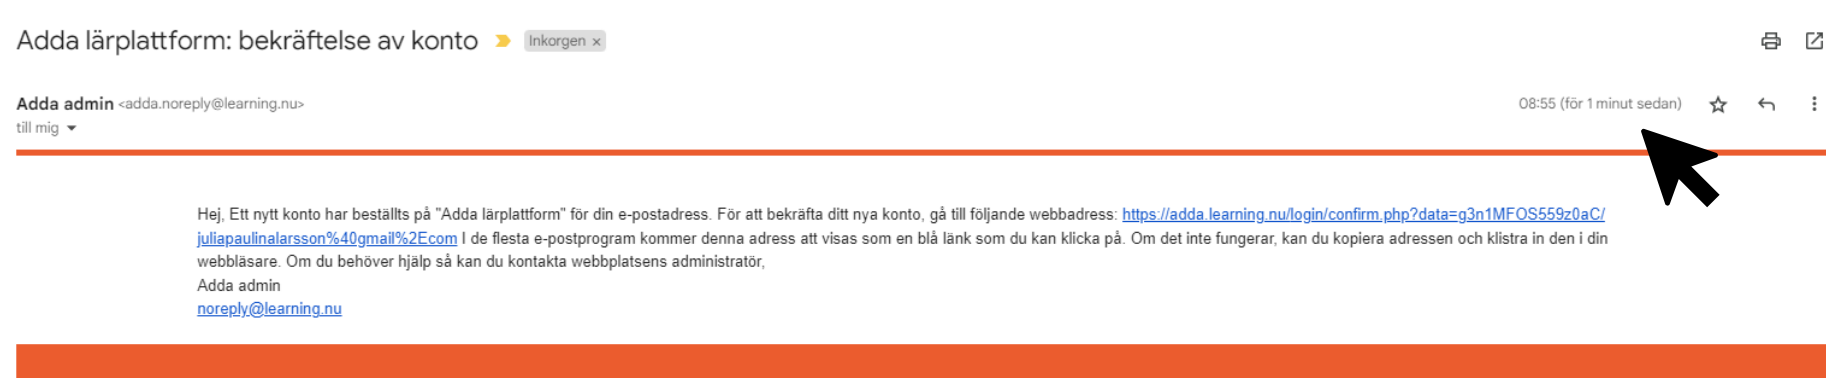 Adda lärplattform: bekräftelse av konto Inkorgen ×
Adda admin <adda.noreply@learning.nu> 08:55 (för 1 minut sedan)
till mig
Hej, Ett nytt konto har beställts på "Adda lärplattform" för din e-postadress. För att bekräfta ditt nya konto, gå till följande webbadress: https://adda.learning.nu/login/confirm.php?data=g3n1MFOS559z0aC/
juliapaulinalarsson%40gmail%2Ecom I de flesta e-postprogram kommer denna adress att visas som en blå länk som du kan klicka på. Om det inte fungerar, kan du kopiera adressen och klistra in den i din
webbläsare. Om du behöver hjälp så kan du kontakta webbplatsens administratör,
Adda admin
noreply@learning.nu